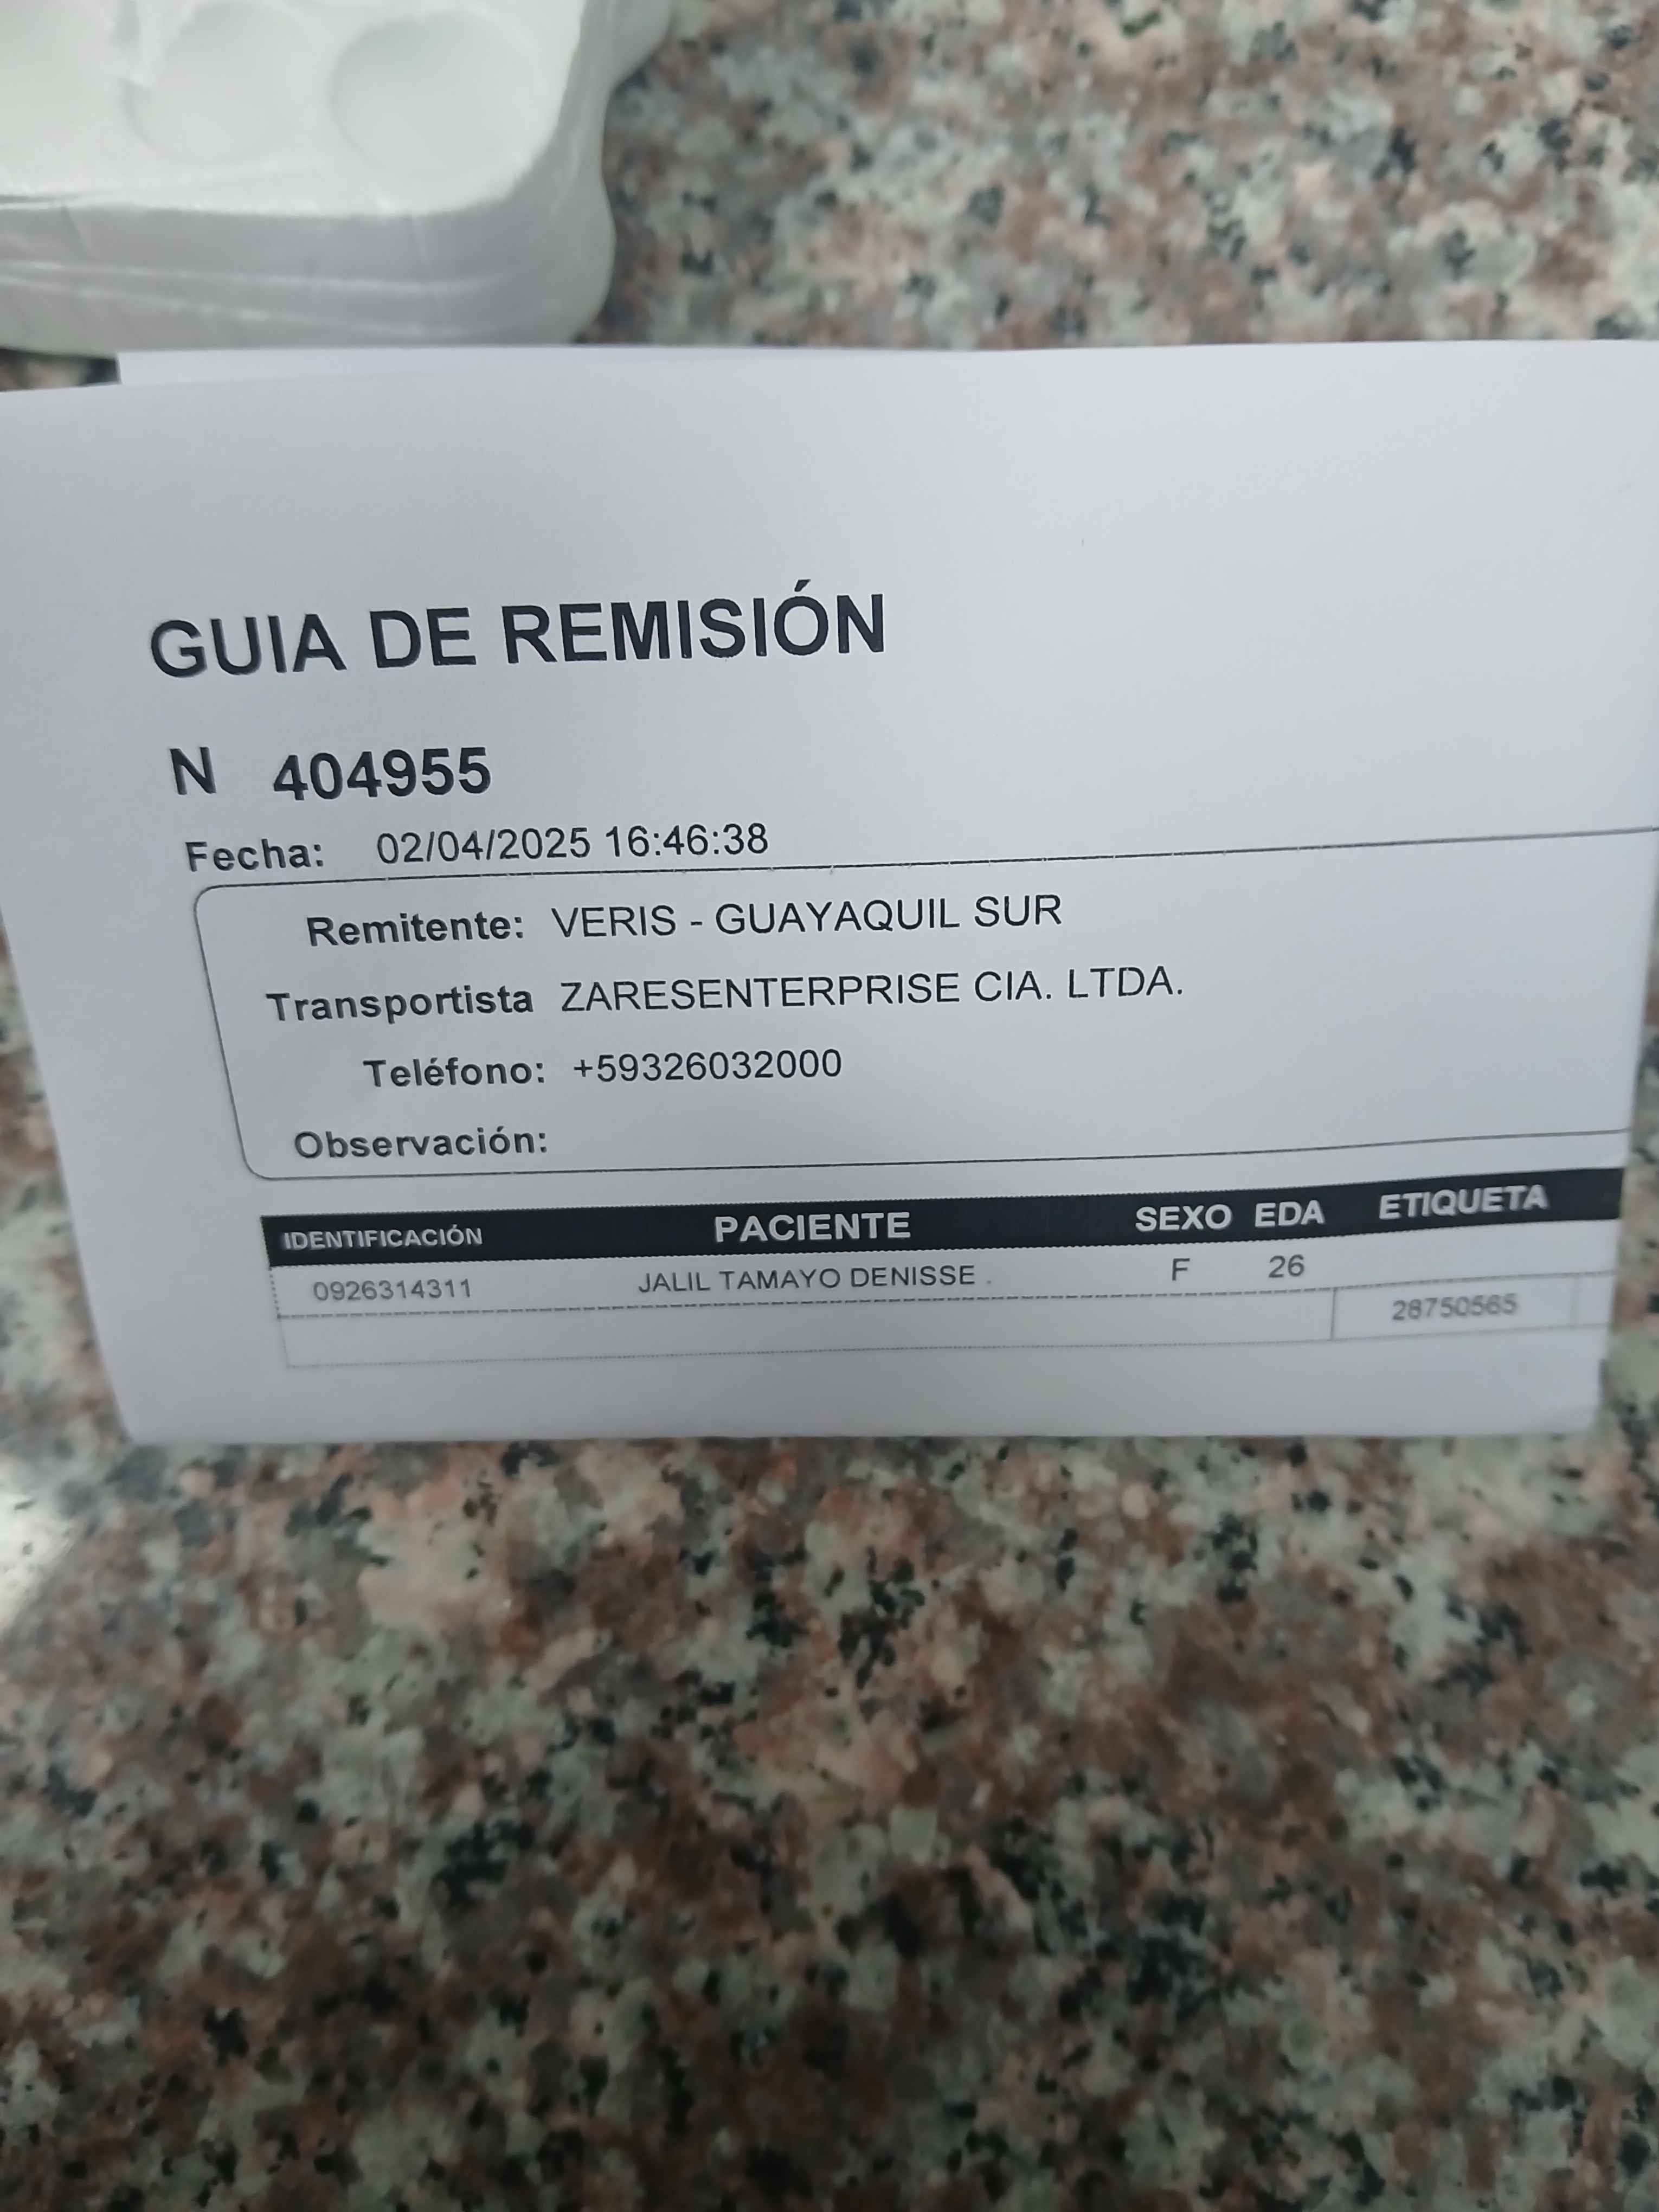 GUIA DE REMISIÓN
N 404955
Fecha: 02/04/2025 16:46:38
Remitente: VERIS - GUAYAQUIL SUR
Transportista ZARESENTERPRISE CIA. LTDA.
Teléfono: +59326032000
Observación:
IDENTIFICACIÓN PACIENTE SEXO EDA ETIQUETA
0926314311 JALIL TAMAYO DENISSE . F 26
28750565